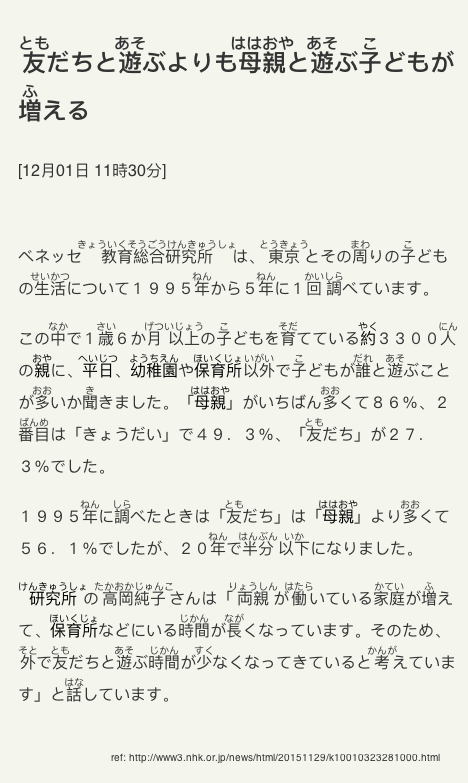 友だちと遊ぶよりも母親と遊ぶ子どもが
増える
[12月01日 11時30分]
ベネッセ教育総合研究所は、東京とその周りの子ども
の生活について１９９５年から５年に１回調べています。
この中で１歳６か月以上の子どもを育てている約３３００人
の親に、平日、幼稚園や保育所以外で子どもが誰と遊ぶこと
が多いか聞きました。「母親」がいちばん多くて８６%、２
番目は「きょうだい」で４９．３%、「友だち」が２７．
３%でした。
１９９５年に調べたときは「友だち」は「母親」より多くて
５６．１%でしたが、２０年で半分以下になりました。
研究所の高岡純子さんは「両親が働いている家庭が増え
て、保育所などにいる時間が長くなっています。そのため、
外で友だちと遊ぶ時間が少なくなってきていると考えていま
す」と話しています。
ref: http://www3.nhk.or.jp/news/html/20151129/k10010323281000.html